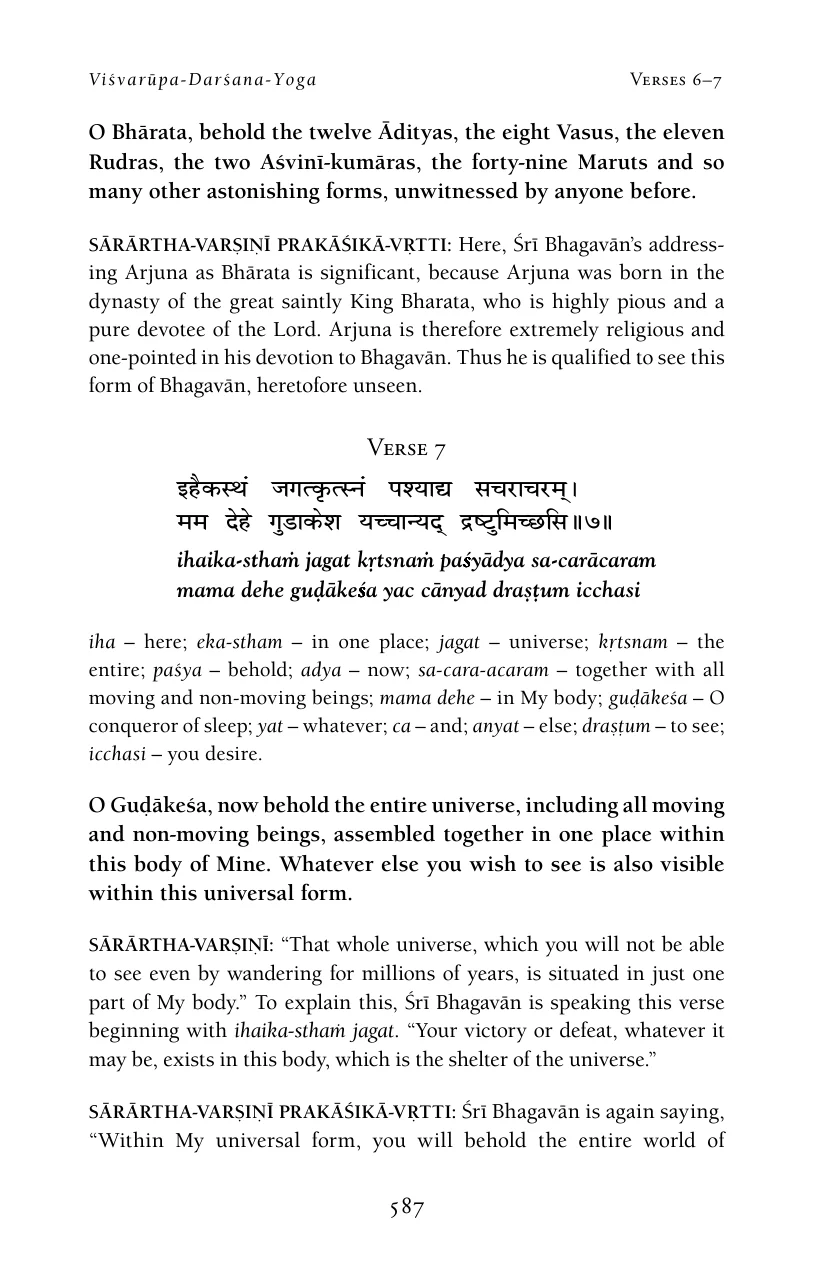 Viśvarūpa-Darśana-Yoga Verses 6–7
O Bhārata, behold the twelve Ādityas, the eight Vasus, the eleven
Rudras, the two Aśvinī-kumāras, the forty-nine Maruts and so
many other astonishing forms, unwitnessed by anyone before.
SĀRĀRTHA-VARṢIṆĪ PRAKĀŚIKĀ-VṚTTI: Here, Śrī Bhagavān’s address-
ing Arjuna as Bhārata is significant, because Arjuna was born in the
dynasty of the great saintly King Bharata, who is highly pious and a
pure devotee of the Lord. Arjuna is therefore extremely religious and
one-pointed in his devotion to Bhagavān. Thus he is qualified to see this
form of Bhagavān, heretofore unseen.
Verse 7
इहैकस्थं जगत्कृत्स्नं पश्याद्य सचराचरम्।
मम देहे गुडाकेश यच्चान्यद् द्रष्टुमिच्छसि॥७॥
ihaika-sthaṁ jagat kṛtsnaṁ paśyādya sa-carācaram
mama dehe guḍākeśa yac cānyad draṣṭum icchasi
iha – here; eka-stham – in one place; jagat – universe; kṛtsnam – the
entire; paśya – behold; adya – now; sa-cara-acaram – together with all
moving and non-moving beings; mama dehe – in My body; guḍākeśa – O
conqueror of sleep; yat – whatever; ca – and; anyat – else; draṣṭum – to see;
icchasi – you desire.
O Guḍākeśa, now behold the entire universe, including all moving
and non-moving beings, assembled together in one place within
this body of Mine. Whatever else you wish to see is also visible
within this universal form.
SĀRĀRTHA-VARṢIṆĪ: “That whole universe, which you will not be able
to see even by wandering for millions of years, is situated in just one
part of My body.” To explain this, Śrī Bhagavān is speaking this verse
beginning with ihaika-sthaṁ jagat. “Your victory or defeat, whatever it
may be, exists in this body, which is the shelter of the universe.”
SĀRĀRTHA-VARṢIṆĪ PRAKĀŚIKĀ-VṚTTI: Śrī Bhagavān is again saying,
“Within My universal form, you will behold the entire world of
587